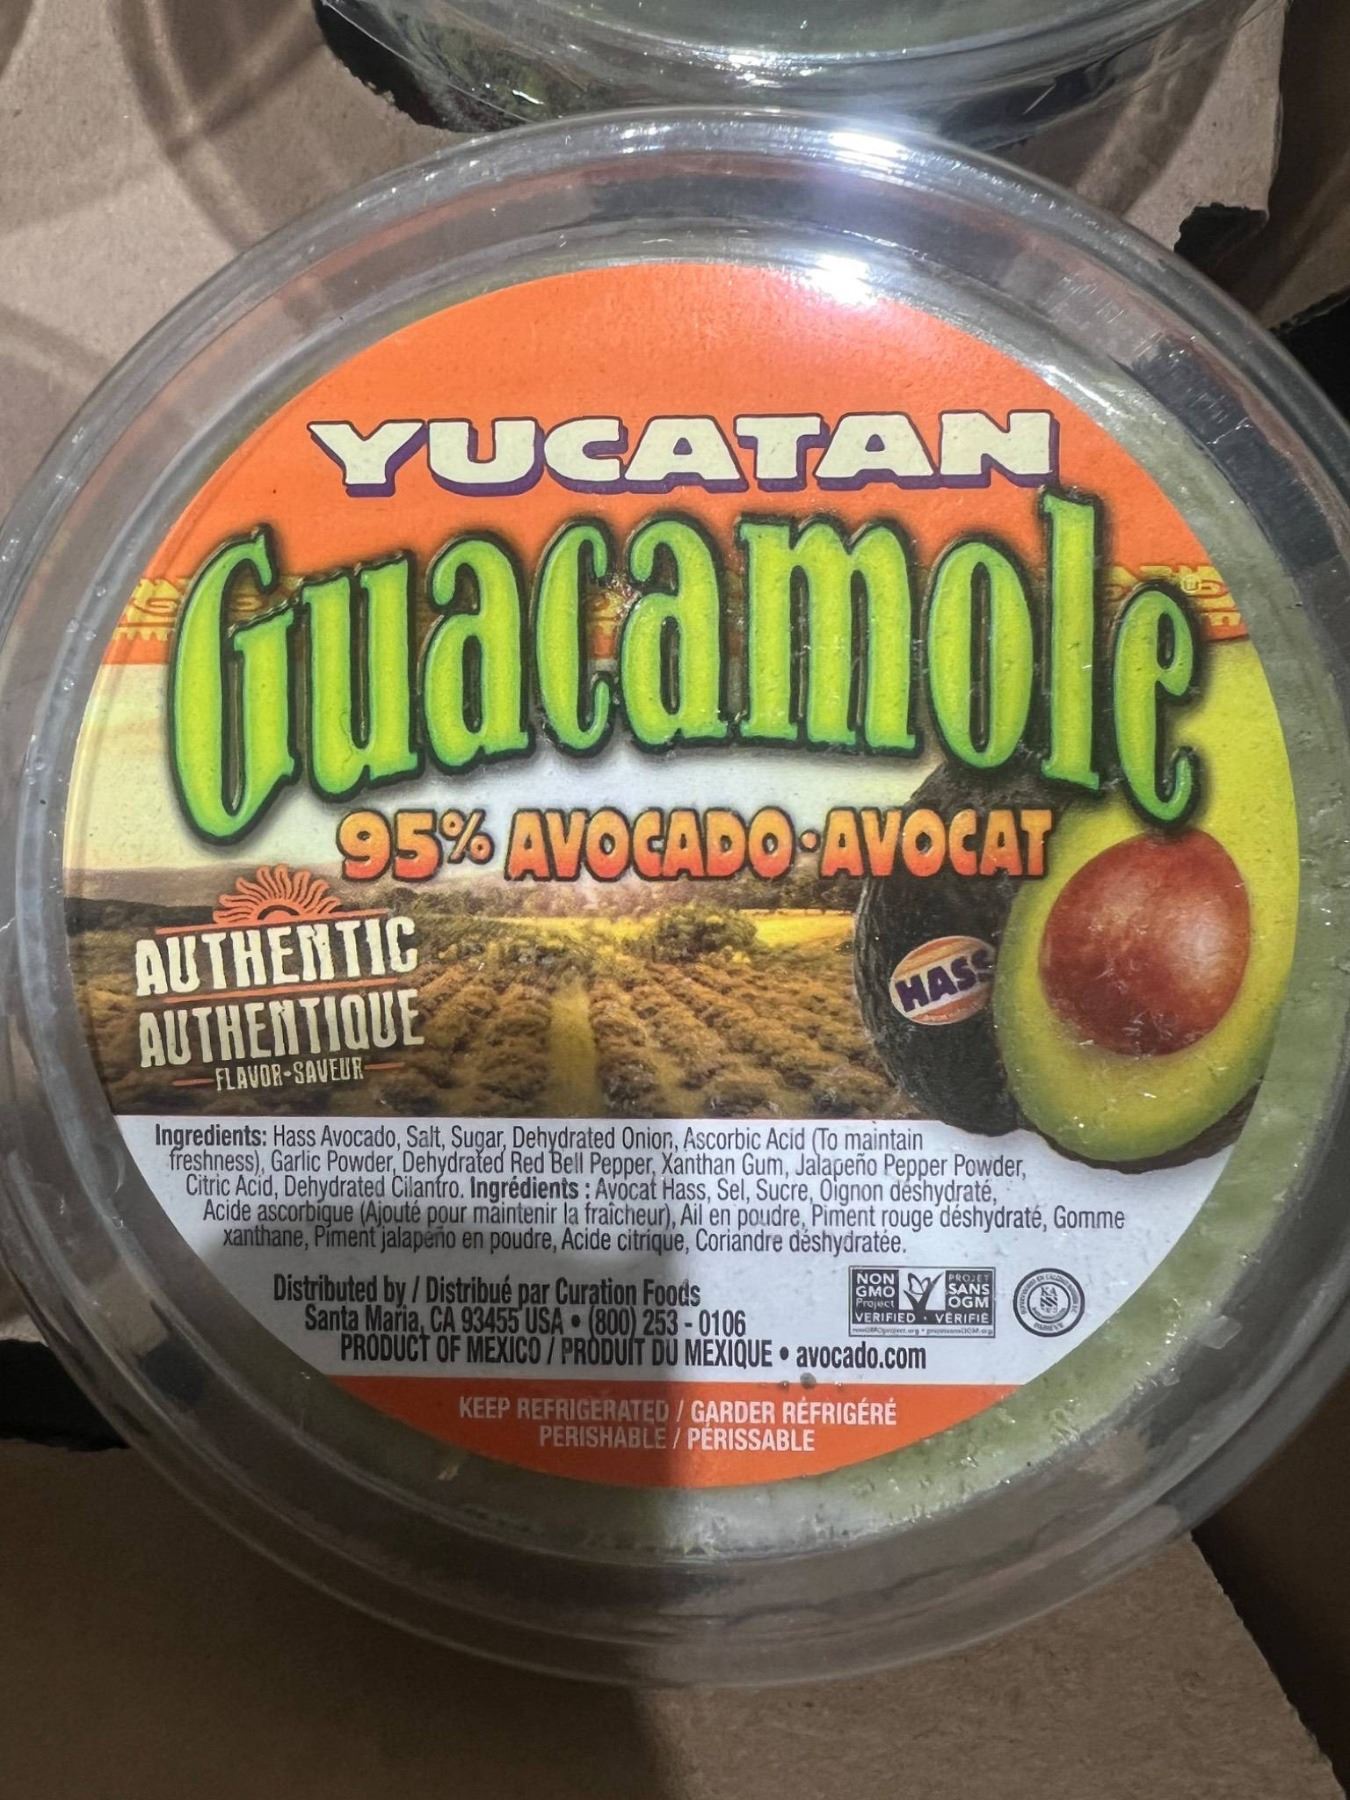 YUCATAN
Guacamole
95% AVOCADO•AVOCAT
HASS
AUTHENTIC
AUTHENTIQUE
FLAVOR•SAVEUR
Ingredients: Hass Avocado, Salt, Sugar, Dehydrated Onion, Ascorbic Acid (To maintain
freshness), Garlic Powder, Dehydrated Red Bell Pepper, Xanthan Gum, Jalapeño Pepper Powder,
Citric Acid, Dehydrated Cilantro. Ingrédients : Avocat Hass, Sel, Sucre, Oignon déshydraté,
Acide ascorbique (Ajouté pour maintenir la fraîcheur), Ail en poudre, Piment rouge déshydraté, Gomme
xanthane, Piment jalapeño en poudre, Acide citrique, Coriandre déshydratée.
Distributed by / Distribué par Curation Foods
Santa Maria, CA 93455 USA • (800) 253 - 0106
PRODUCT OF MEXICO / PRODUIT DU MEXIQUE • avocado.com
NON
GMO
Project
VERIFIED
PROJET
SANS
OGM
VÉRIFIÉ
KA
KEEP REFRIGERATED / GARDER RÉFRIGÉRÉ
PERISHABLE / PÉRISSABLE